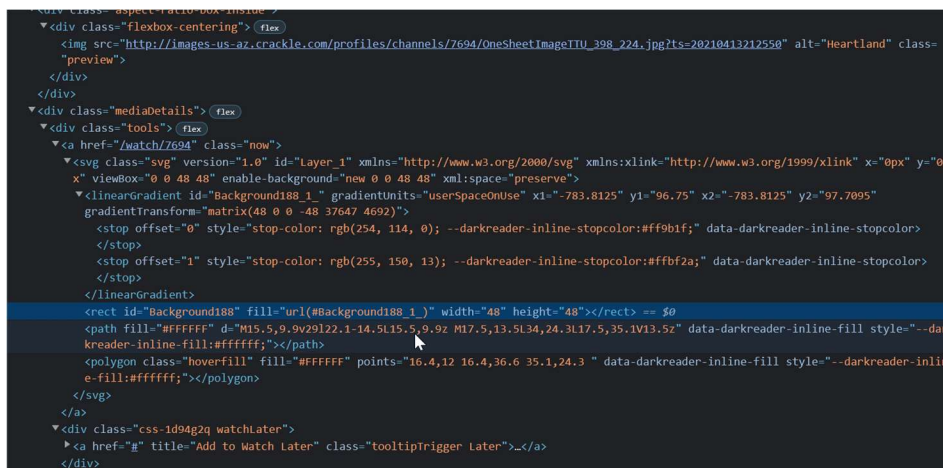 <div class="aspect-ratio-box-inside">
▼<div class="flexbox-centering"> flex
<img src="http://images-us-az.crackle.com/profiles/channels/7694/OneSheetImageTTU_398_224.jpg?ts=20210413212550" alt="Heartland" class=
"preview">
</div>
</div>
▼<div class="mediaDetails"> flex
▼<div class="tools"> flex
▼<a href="/watch/7694" class="now">
▼<svg class="svg" version="1.0" id="Layer_1" xmlns="http://www.w3.org/2000/svg" xmlns:xlink="http://www.w3.org/1999/xlink" x="0px" y="0
x" viewBox="0 0 48 48" enable-background="new 0 0 48 48" xml:space="preserve">
▼<linearGradient id="Background188_1_" gradientUnits="userSpaceOnUse" x1="-783.8125" y1="96.75" x2="-783.8125" y2="97.7095"
gradientTransform="matrix(48 0 0 -48 37647 4692)">
<stop offset="0" style="stop-color: rgb(254, 114, 0); --darkreader-inline-stopcolor:#ff9b1f;" data-darkreader-inline-stopcolor>
</stop>
<stop offset="1" style="stop-color: rgb(255, 150, 13); --darkreader-inline-stopcolor:#ffbf2a;" data-darkreader-inline-stopcolor>
</stop>
</linearGradient>
<rect id="Background188" fill="url(#Background188_1_)" width="48" height="48"></rect> == $0
<path fill="#FFFFFF" d="M15.5,9.9v29l22.1-14.5L15.5,9.9z M17.5,13.5L34,24.3L17.5,35.1V13.5z" data-darkreader-inline-fill style="--da
kreader-inline-fill:#ffffff;"></path>
<polygon class="hoverfill" fill="#FFFFFF" points="16.4,12 16.4,36.6 35.1,24.3 " data-darkreader-inline-fill style="--darkreader-inli
e-fill:#ffffff;"></polygon>
</svg>
</a>
▼<div class="css-1d94g2q watchLater">
▶<a href="#" title="Add to Watch Later" class="tooltipTrigger Later">…</a>
</div>